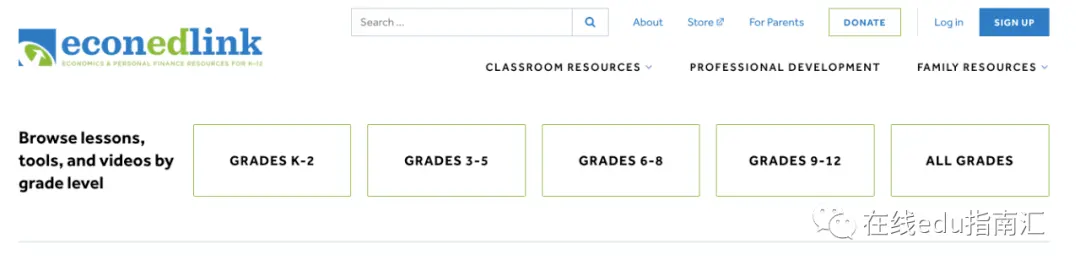 Search ...
About
Store
For Parents
DONATE
Log in
SIGN UP
econedlink
ECONOMICS & PERSONAL FINANCE RESOURCES FOR K-12
CLASSROOM RESOURCES
PROFESSIONAL DEVELOPMENT
FAMILY RESOURCES
Browse lessons,
tools, and videos by
grade level
GRADES K-2
GRADES 3-5
GRADES 6-8
GRADES 9-12
ALL GRADES
在线edu指南汇